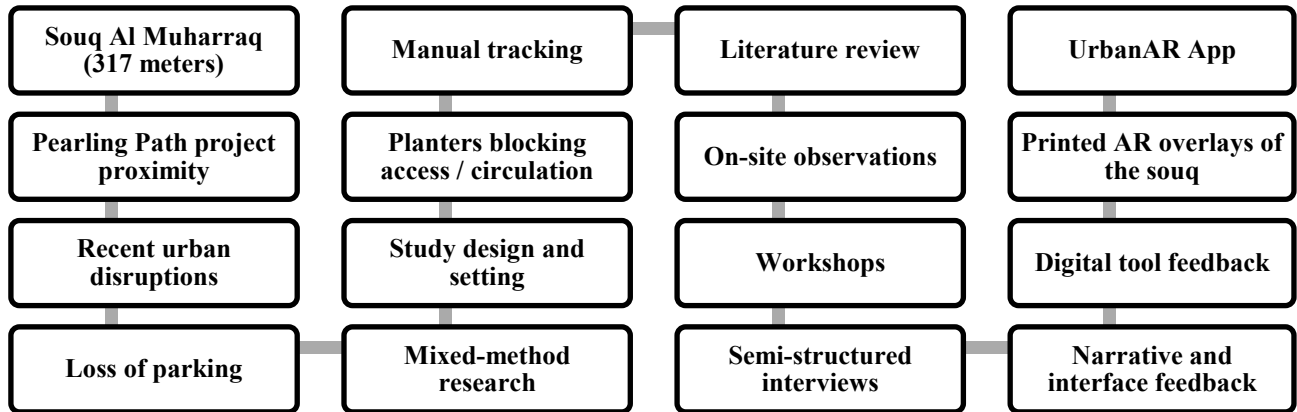 Souq Al Muharraq
(317 meters)
Pearling Path project
proximity
Recent urban
disruptions
Loss of parking
Mixed-method
research
Study design and
setting
Planters blocking
access / circulation
Manual tracking
Literature review
On-site observations
Workshops
Semi-structured
interviews
Narrative and
interface feedback
Digital tool feedback
Printed AR overlays of
the souq
UrbanAR App